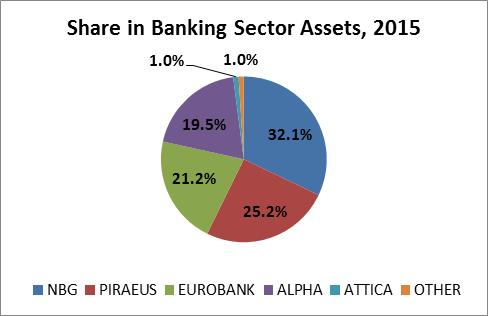 Share in Banking Sector Assets, 2015
1.0% 1.0%
19.5% 32.1%
21.2%
25.2%
NBG PIRAEUS EUROBANK ALPHA ATTICA OTHER